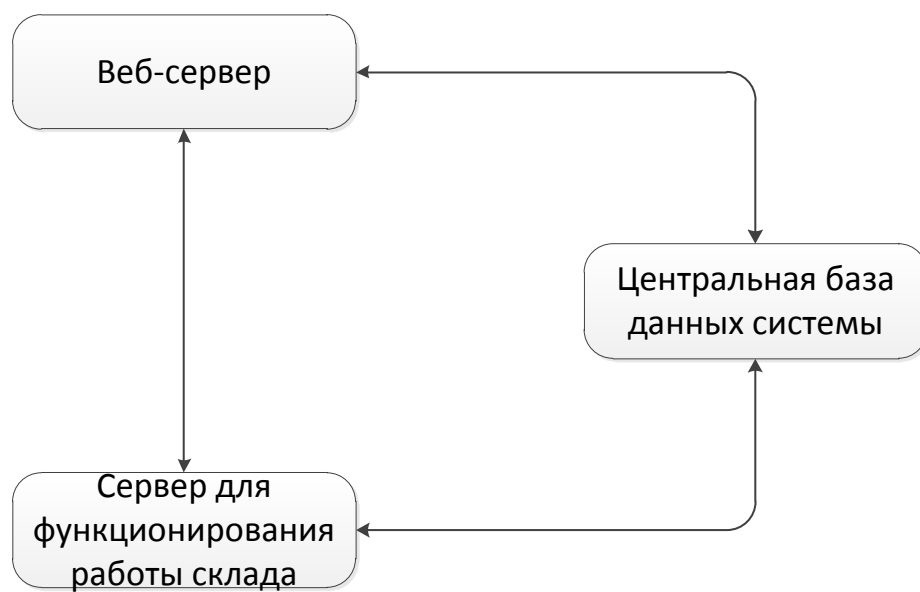 Веб-сервер
Центральная база
данных системы
Сервер для
функционирования
работы склада